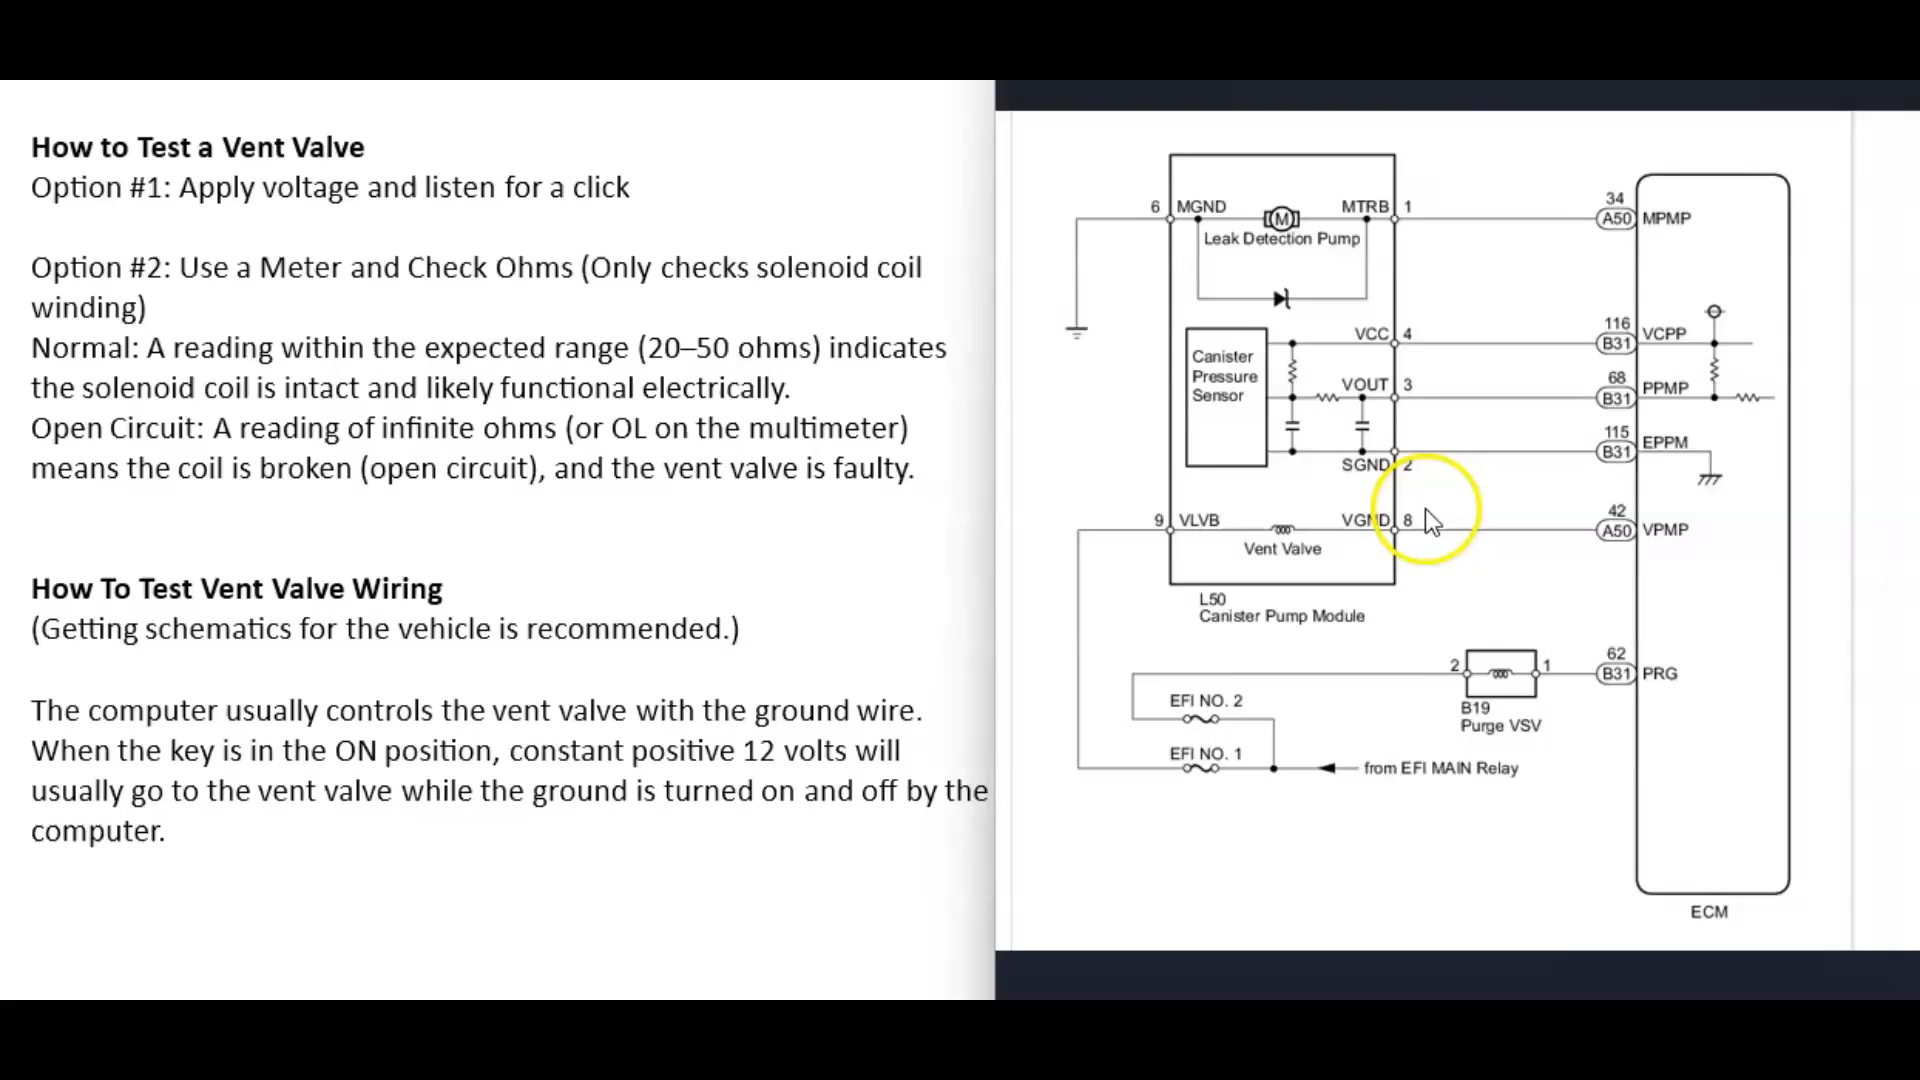 How to Test a Vent Valve
Option #1: Apply voltage and listen for a click
Option #2: Use a Meter and Check Ohms (Only checks solenoid coil
winding)
Normal: A reading within the expected range (20–50 ohms) indicates
the solenoid coil is intact and likely functional electrically.
Open Circuit: A reading of infinite ohms (or OL on the multimeter)
means the coil is broken (open circuit), and the vent valve is faulty.
How To Test Vent Valve Wiring
(Getting schematics for the vehicle is recommended.)
The computer usually controls the vent valve with the ground wire.
When the key is in the ON position, constant positive 12 volts will
usually go to the vent valve while the ground is turned on and off by the
computer.
6 MGND MTRB 1 34
M A50 MPMP
Leak Detection Pump
VCC 4 116
B31 VCPP
Canister
Pressure
Sensor
VOUT 3 68
B31 PPMP
115
B31 EPPM
SGND 2
9 VLVB VGND 8 42
A50 VPMP
Vent Valve
L50
Canister Pump Module
2 1 62
B31 PRG
EFI NO. 2
B19
Purge VSV
EFI NO. 1
from EFI MAIN Relay
ECM